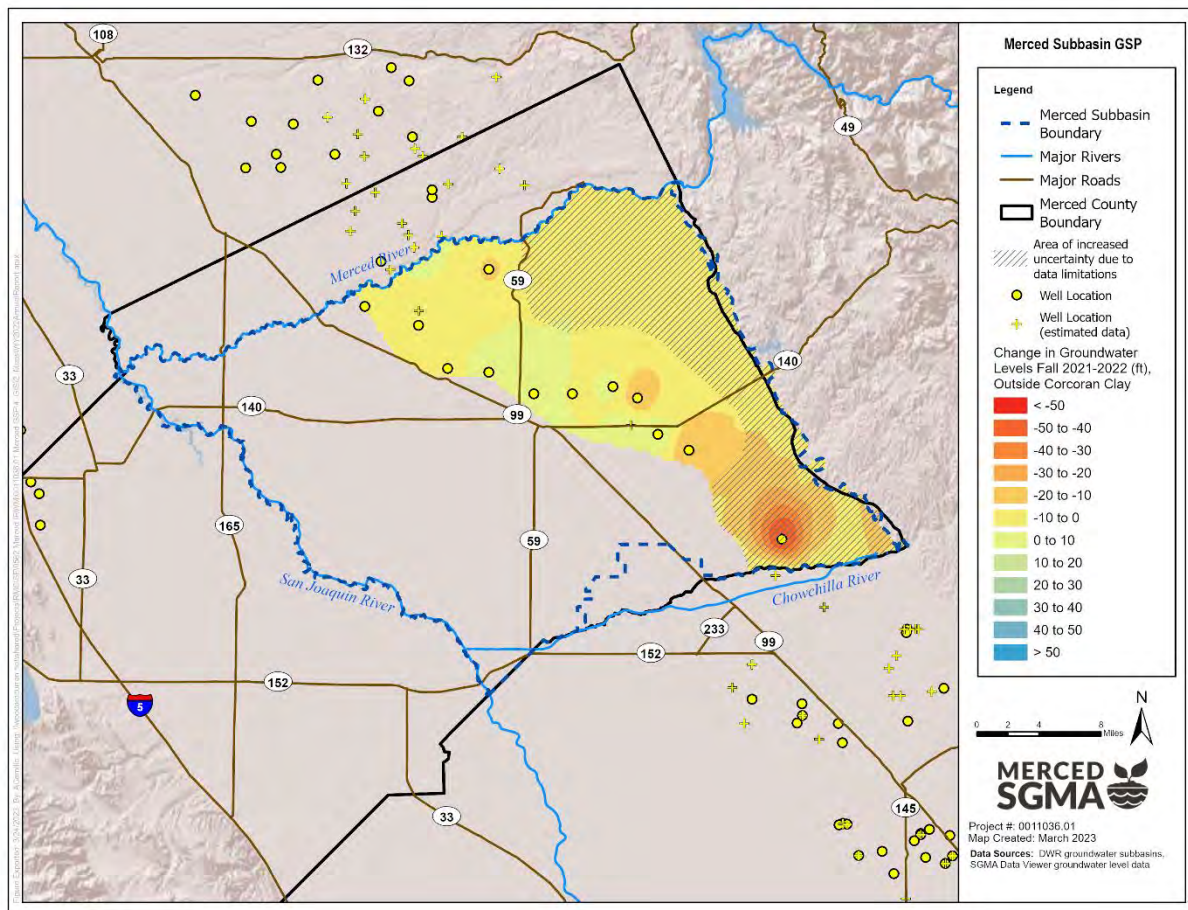 Merced Subbasin GSP
Legend
Merced Subbasin
Boundary
Major Rivers
Major Roads
Merced County
Boundary
Area of increased
uncertainty due to
data limitations
Well Location
Well Location
(estimated data)
Change in Groundwater
Levels Fall 2021-2022 (ft),
Outside Corcoran Clay
< -50
-50 to -40
-40 to -30
-30 to -20
-20 to -10
-10 to 0
0 to 10
10 to 20
20 to 30
30 to 40
40 to 50
> 50
N
0 2 4 8
Miles
MERCED
SGMA
Project #: 0011036.01
Map Created: March 2023
Data Sources: DWR groundwater subbasins,
SGMA Data Viewer groundwater level data
108
132
49
Merced River
59
33
140
140
99
165
59
33
San Joaquin River
Chowchilla River
233
99
152
152
5
33
145